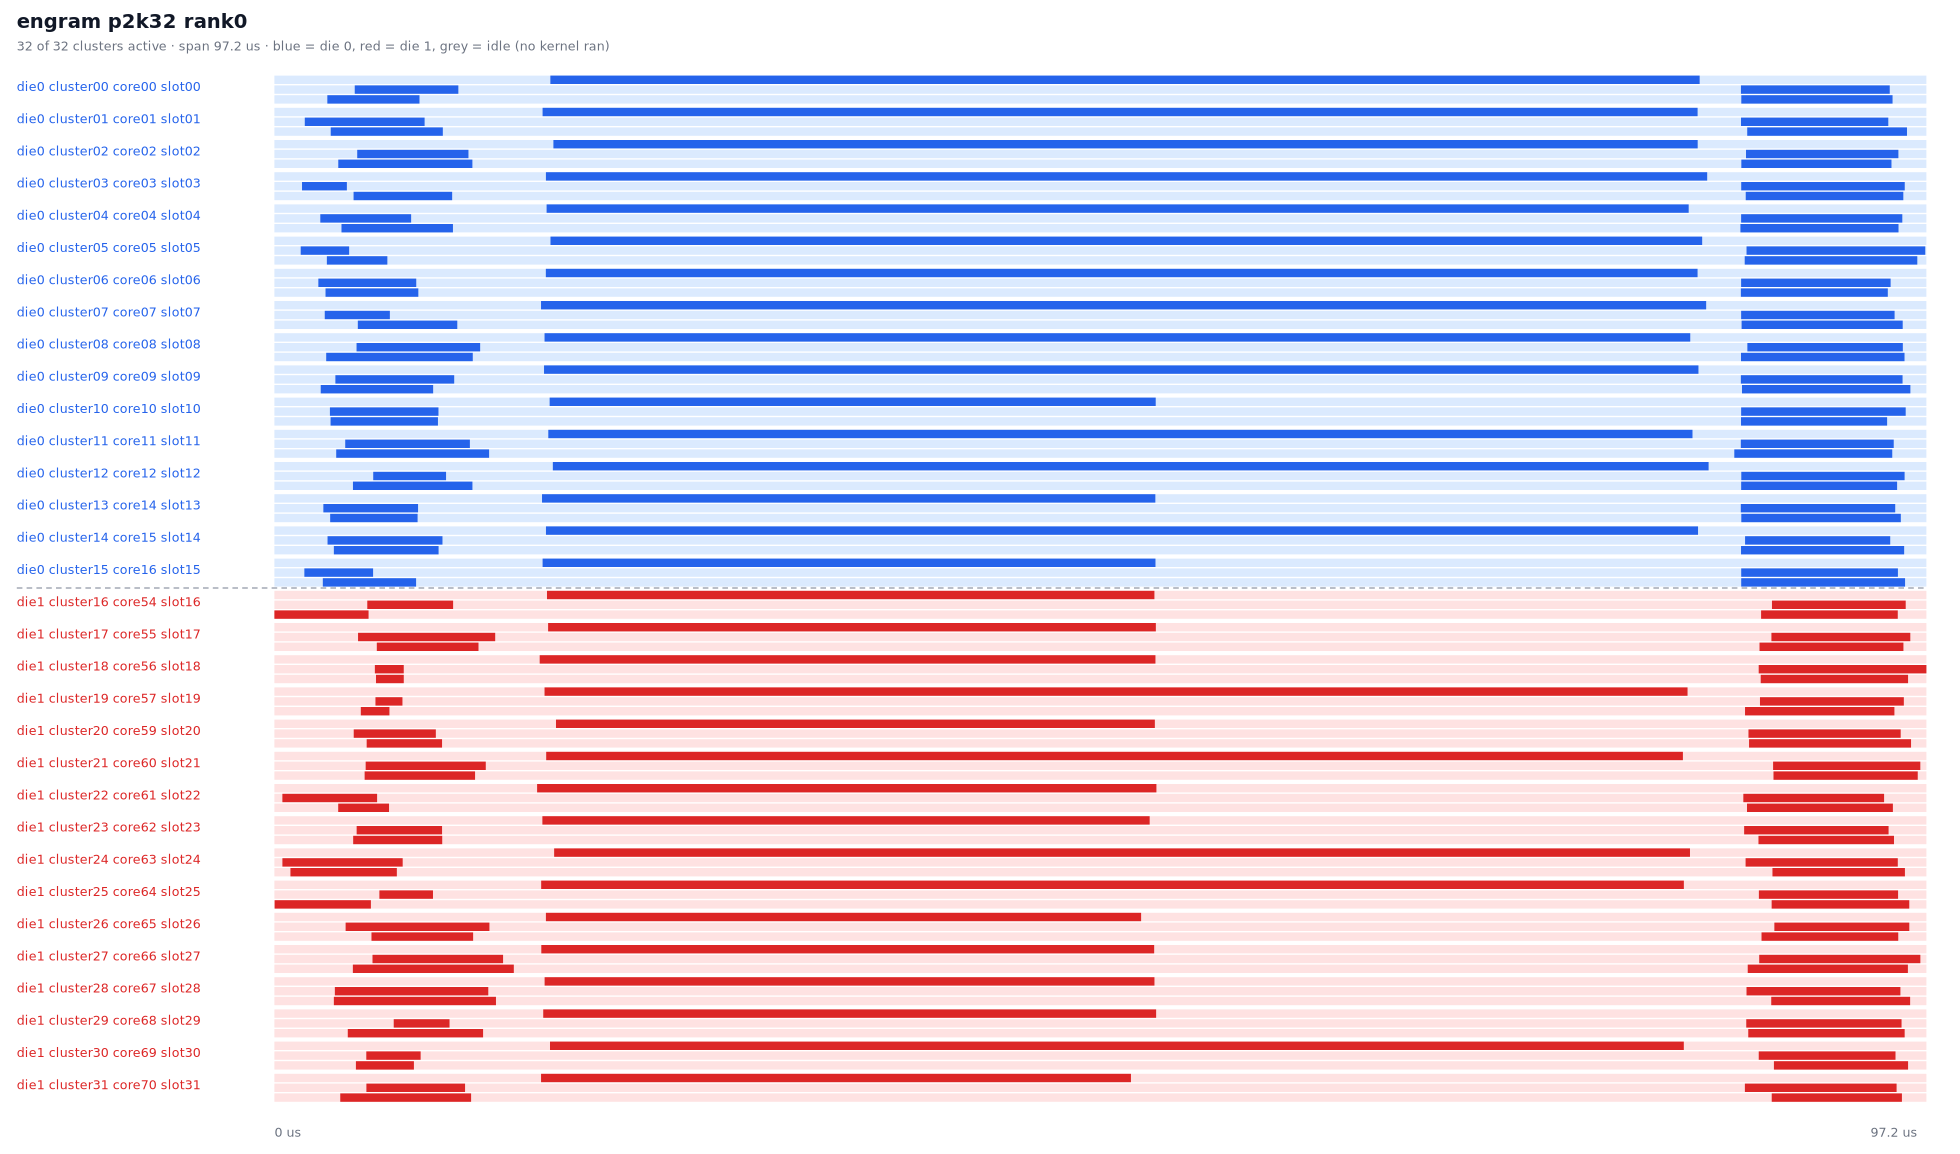 engram p2k32 rank0
32 of 32 clusters active · span 97.2 us · blue = die 0, red = die 1, grey = idle (no kernel ran)
die0 cluster00 core00 slot00
die0 cluster01 core01 slot01
die0 cluster02 core02 slot02
die0 cluster03 core03 slot03
die0 cluster04 core04 slot04
die0 cluster05 core05 slot05
die0 cluster06 core06 slot06
die0 cluster07 core07 slot07
die0 cluster08 core08 slot08
die0 cluster09 core09 slot09
die0 cluster10 core10 slot10
die0 cluster11 core11 slot11
die0 cluster12 core12 slot12
die0 cluster13 core14 slot13
die0 cluster14 core15 slot14
die0 cluster15 core16 slot15
die1 cluster16 core54 slot16
die1 cluster17 core55 slot17
die1 cluster18 core56 slot18
die1 cluster19 core57 slot19
die1 cluster20 core59 slot20
die1 cluster21 core60 slot21
die1 cluster22 core61 slot22
die1 cluster23 core62 slot23
die1 cluster24 core63 slot24
die1 cluster25 core64 slot25
die1 cluster26 core65 slot26
die1 cluster27 core66 slot27
die1 cluster28 core67 slot28
die1 cluster29 core68 slot29
die1 cluster30 core69 slot30
die1 cluster31 core70 slot31
0 us
97.2 us